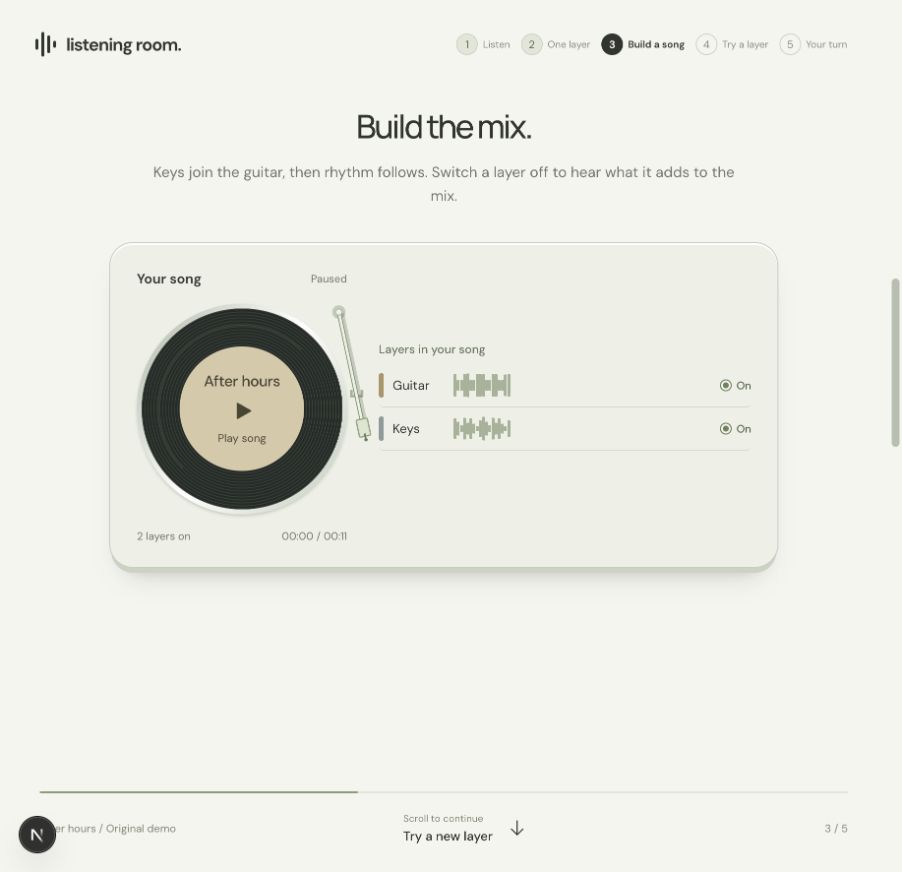 listening room.
1 Listen 2 One layer 3 Build a song 4 Try a layer 5 Your turn
Build the mix.
Keys join the guitar, then rhythm follows. Switch a layer off to hear what it adds to the
mix.
Your song
Paused
After hours
Play song
2 layers on
00:00 / 00:11
Layers in your song
Guitar
On
Keys
On
N
hours / Original demo
Scroll to continue
Try a new layer
3 / 5